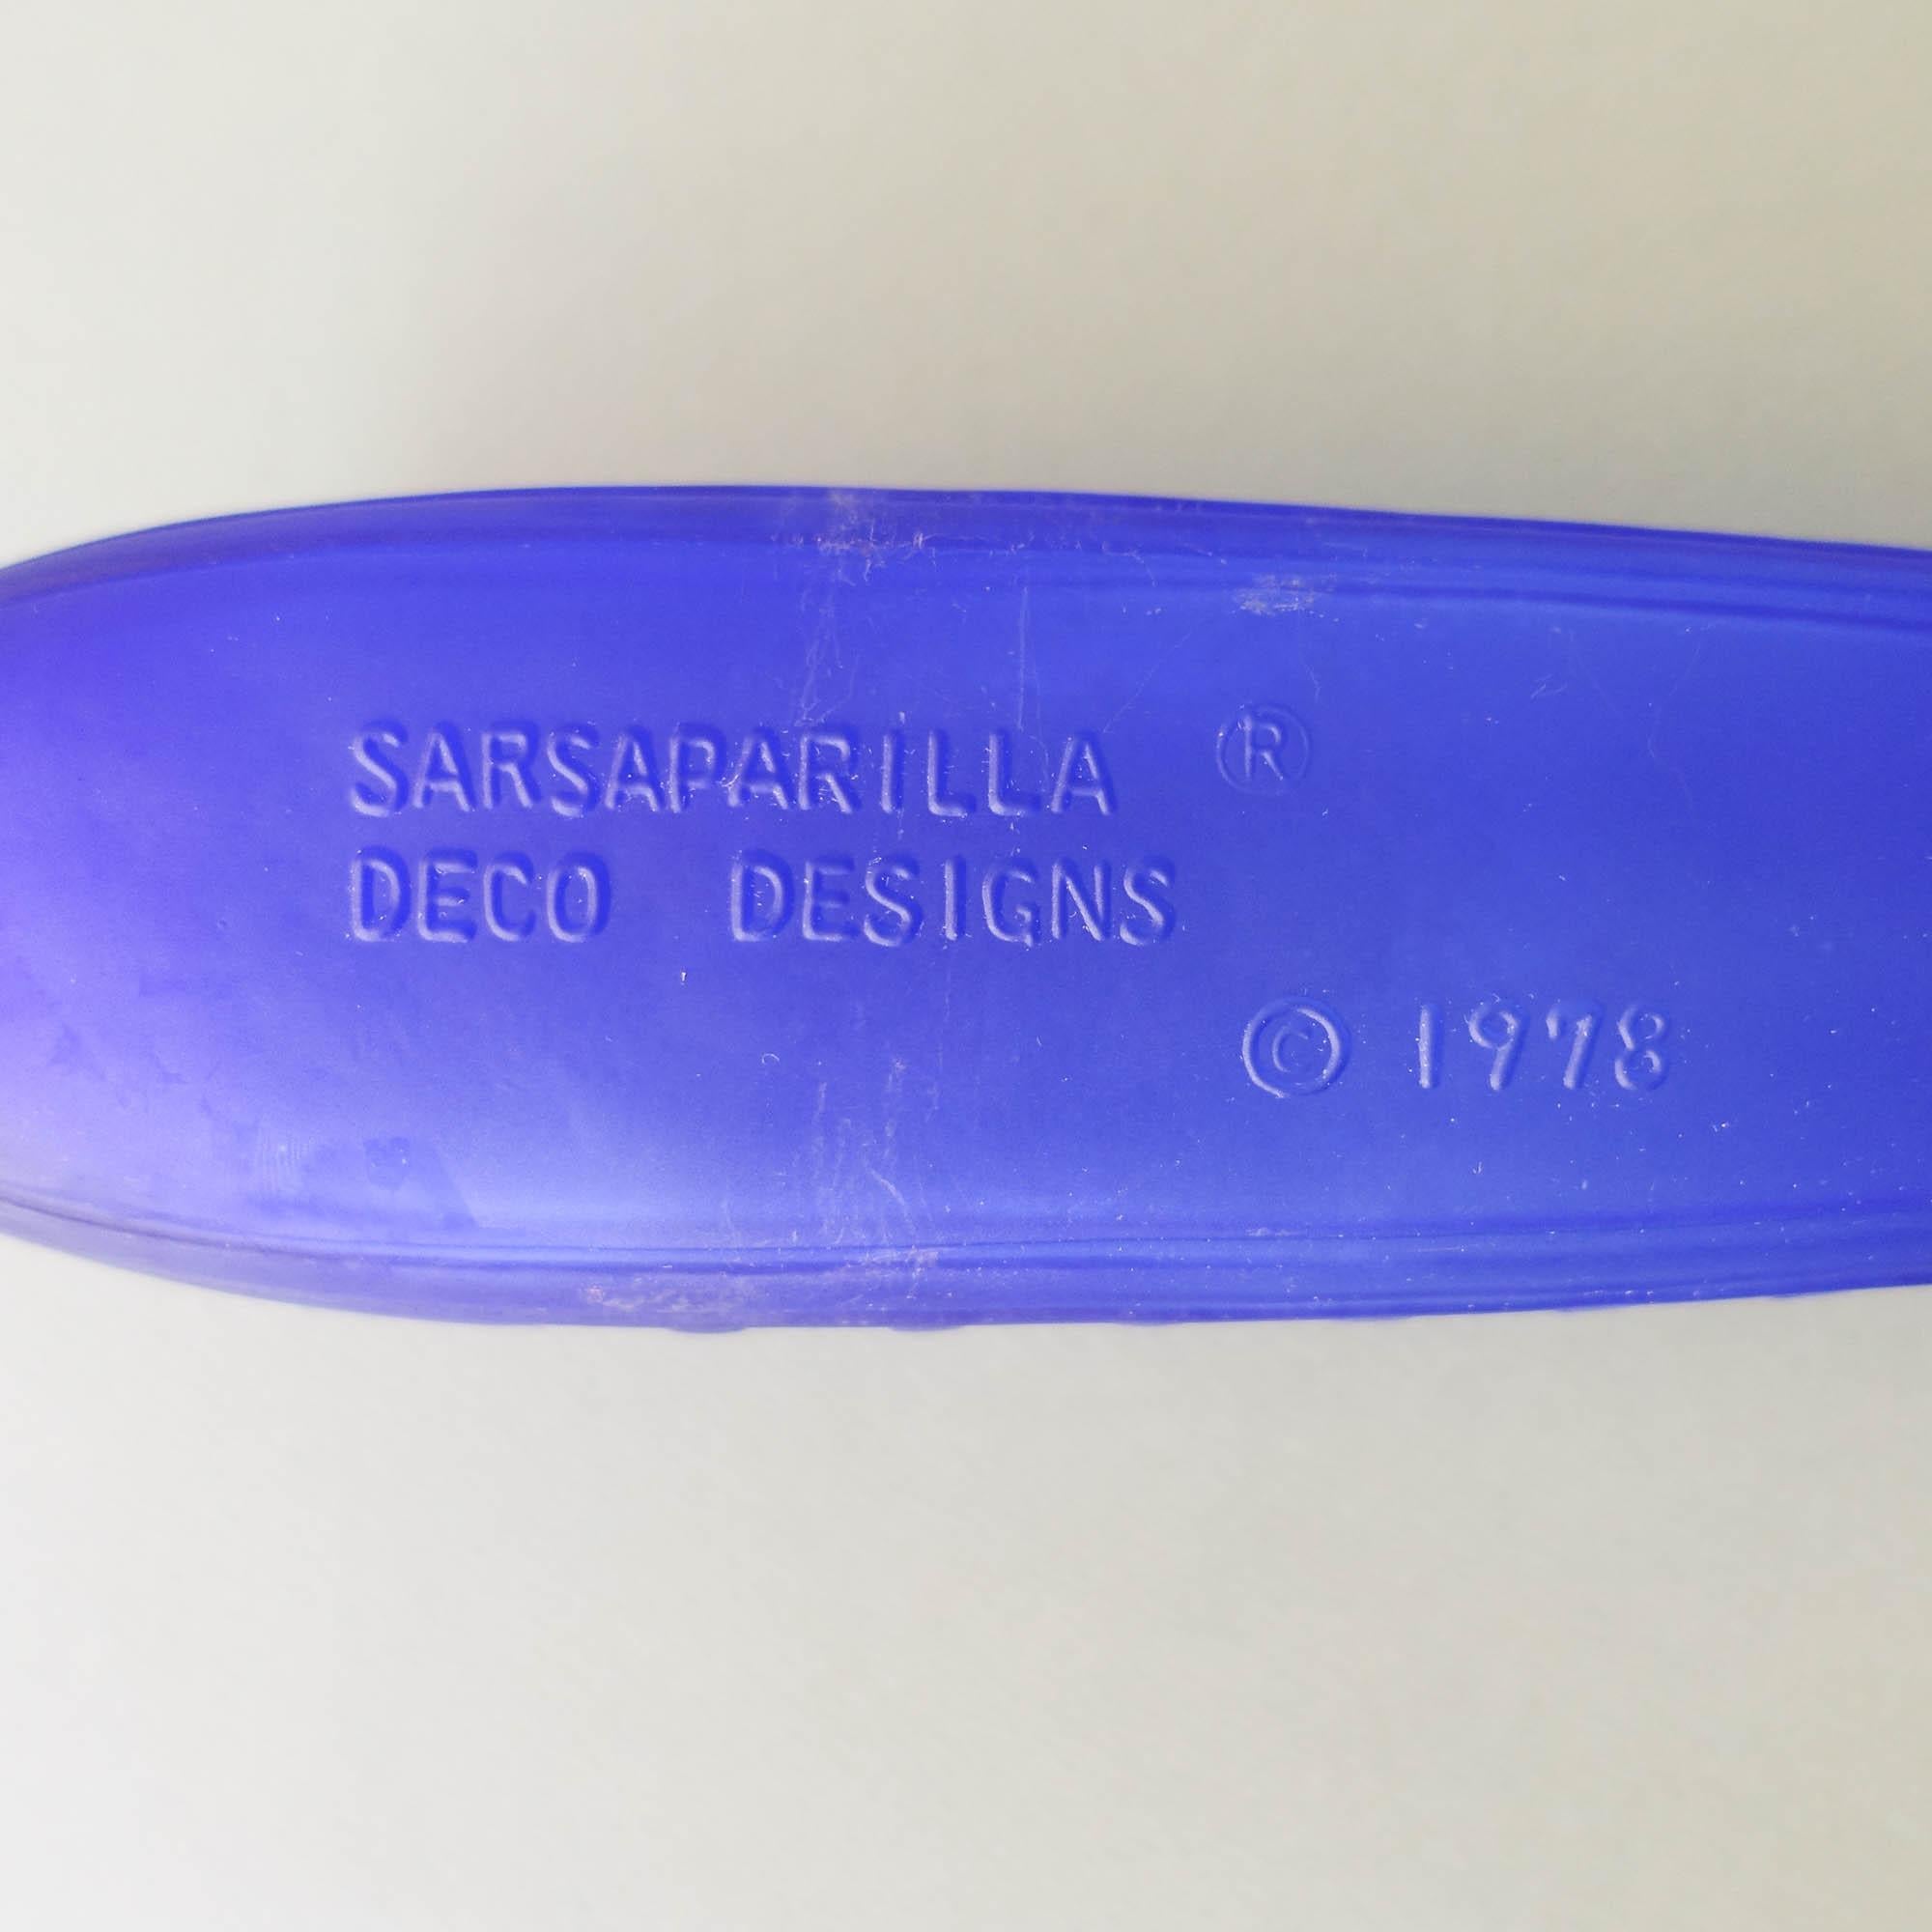 SARSAPARILLA ®
DECO DESIGNS
© 1978